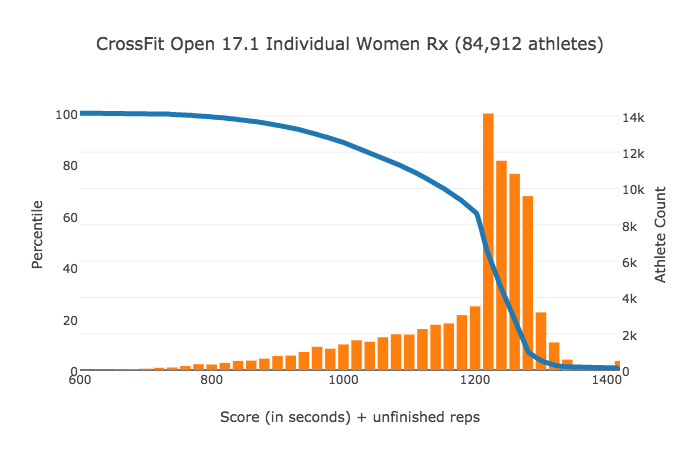 CrossFit Open 17.1 Individual Women Rx (84,912 athletes)
100
80
60
40
20
0
Percentile
14k
12k
10k
8k
6k
4k
2k
0
Athlete Count
600
800
1000
1200
1400
Score (in seconds) + unfinished reps